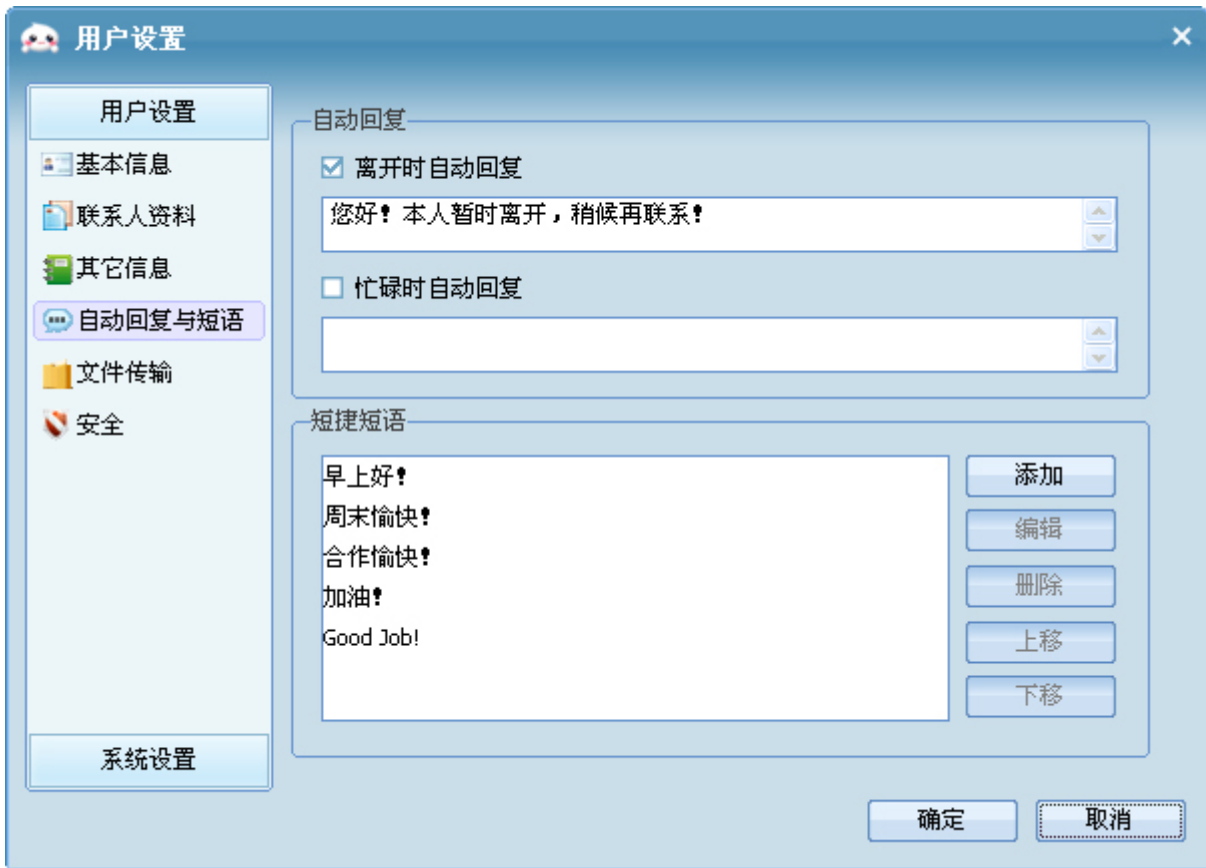 用户设置
用户设置
基本信息
联系人资料
其它信息
自动回复与短语
文件传输
安全
系统设置
自动回复
离开时自动回复
您好！本人暂时离开，稍候再联系！
忙碌时自动回复
短捷短语
早上好！
周末愉快！
合作愉快！
加油！
Good Job!
添加
编辑
删除
上移
下移
确定
取消